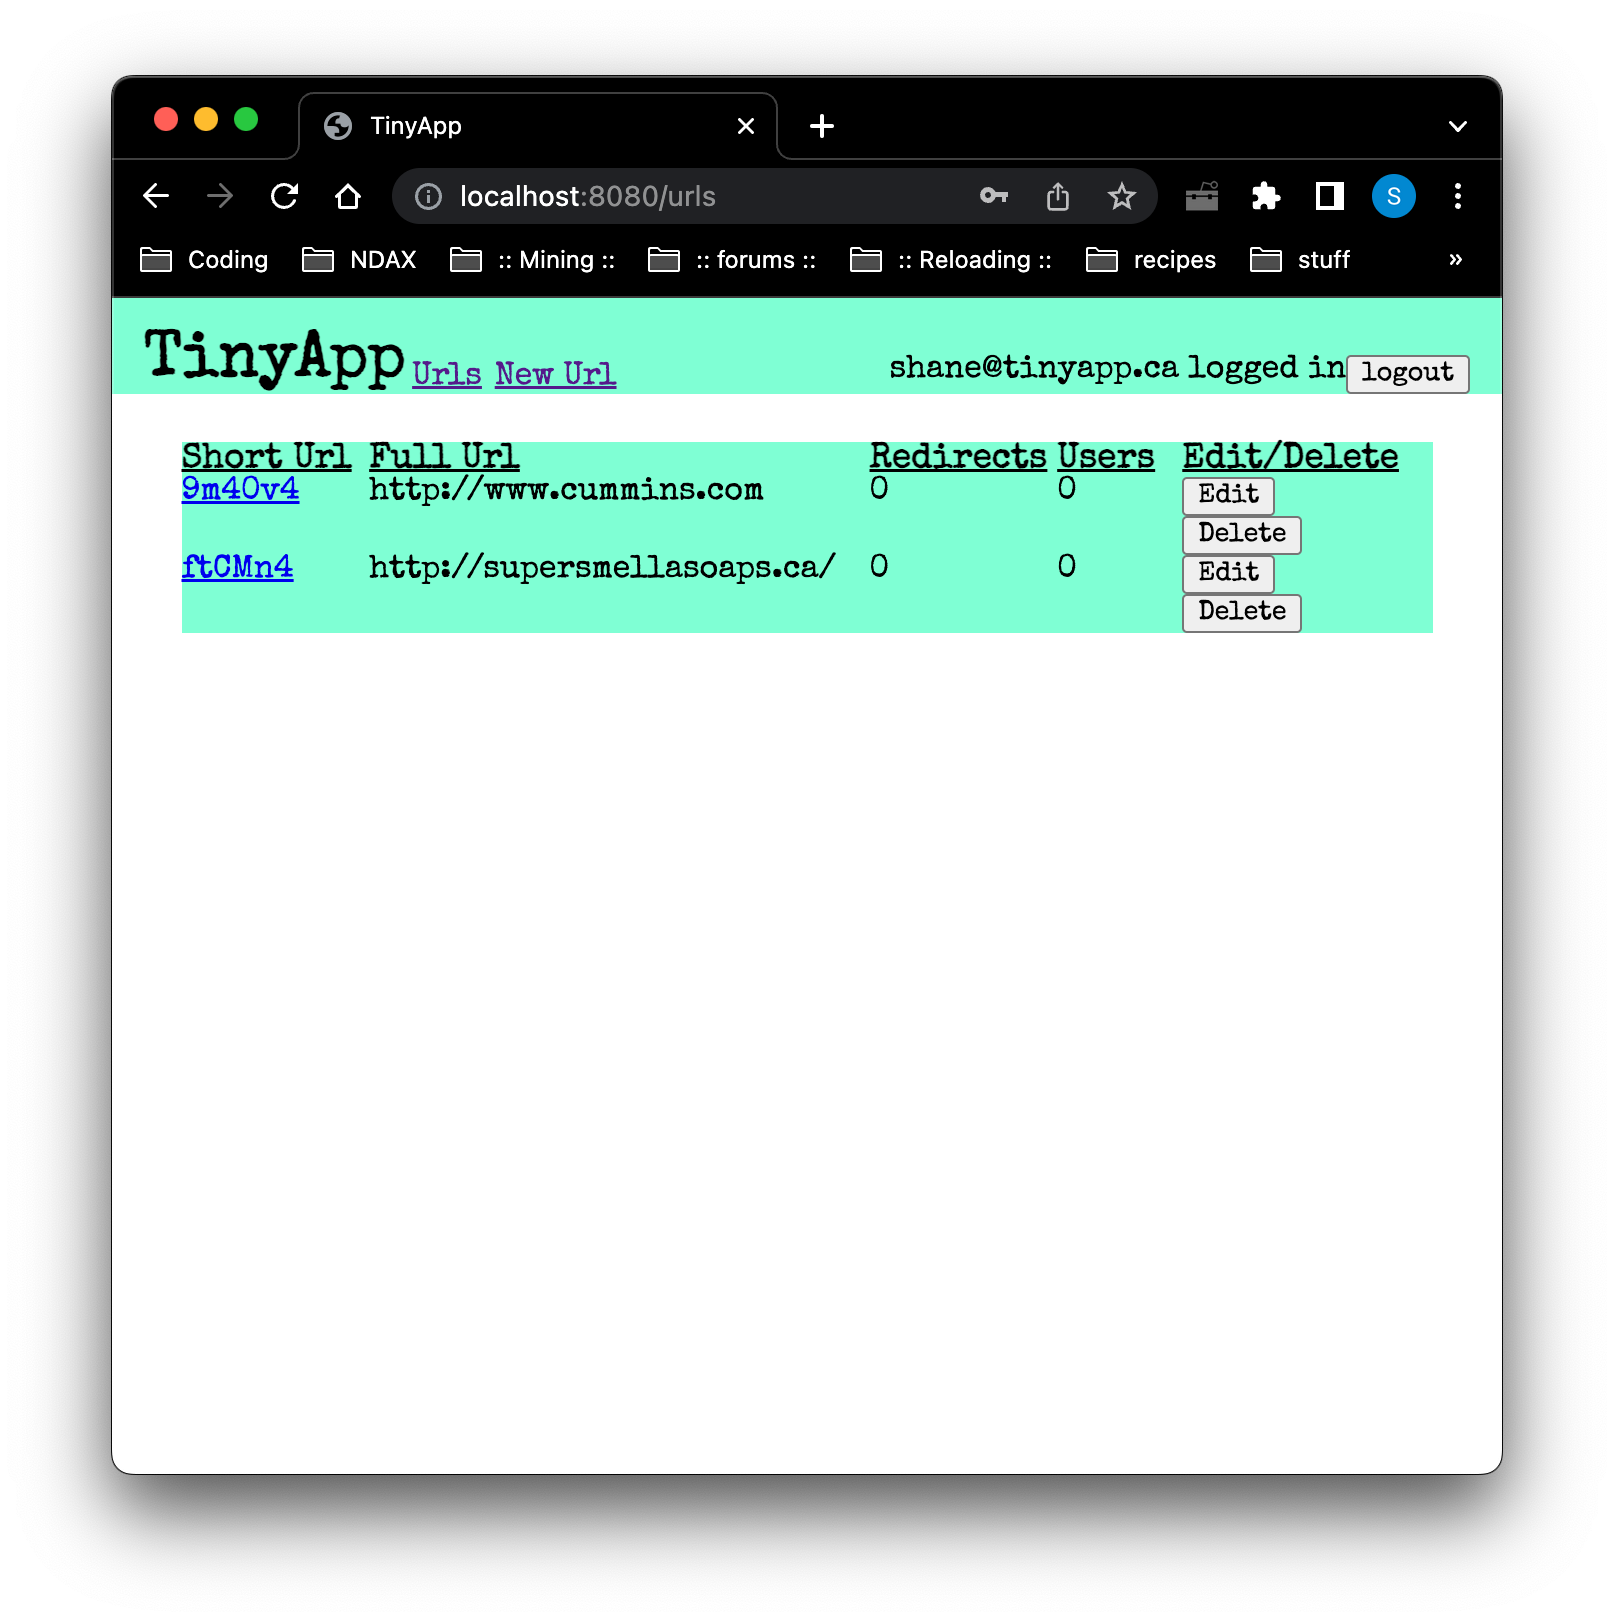 TinyApp
localhost:8080/urls
S
Coding NDAX :: Mining :: :: forums :: :: Reloading :: recipes stuff »
TinyApp Urls New Url shane@tinyapp.ca logged in logout
Short Url Full Url Redirects Users Edit/Delete
9m4Ov4 http://www.cummins.com 0 0 Edit
Delete
ftCMn4 http://supersmellasoaps.ca/ 0 0 Edit
Delete